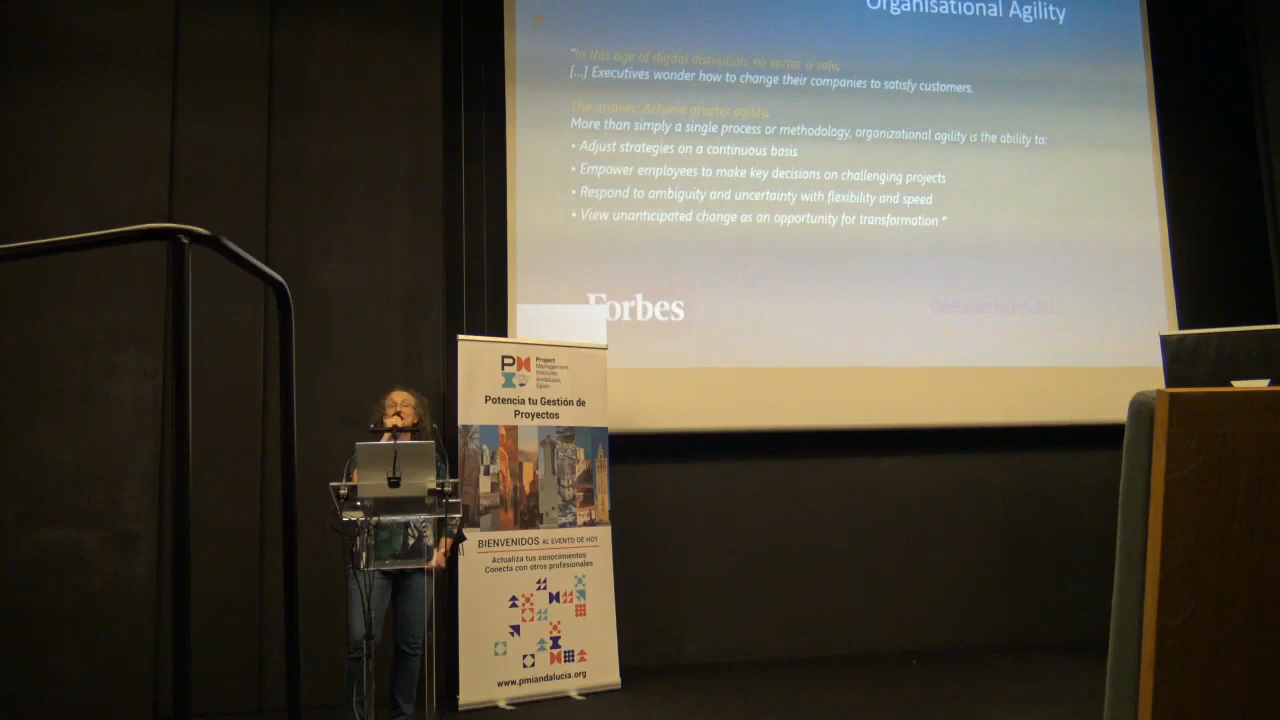 Organisational Agility
"In this age of digital disruption, no sector is safe.
[...] Executives wonder how to change their companies to satisfy customers.
The answer: Achieve greater agility.
More than simply a single process or methodology, organizational agility is the ability to:
• Adjust strategies on a continuous basis
• Empower employees to make key decisions on challenging projects
• Respond to ambiguity and uncertainty with flexibility and speed
• View unanticipated change as an opportunity for transformation "
Forbes
Project
Management
Institute.
Andalucía,
Spain
Potencia tu Gestión de
Proyectos
BIENVENIDOS AL EVENTO DE HOY
Actualiza tus conocimientos
Conecta con otros profesionales
www.pmiandalucia.org